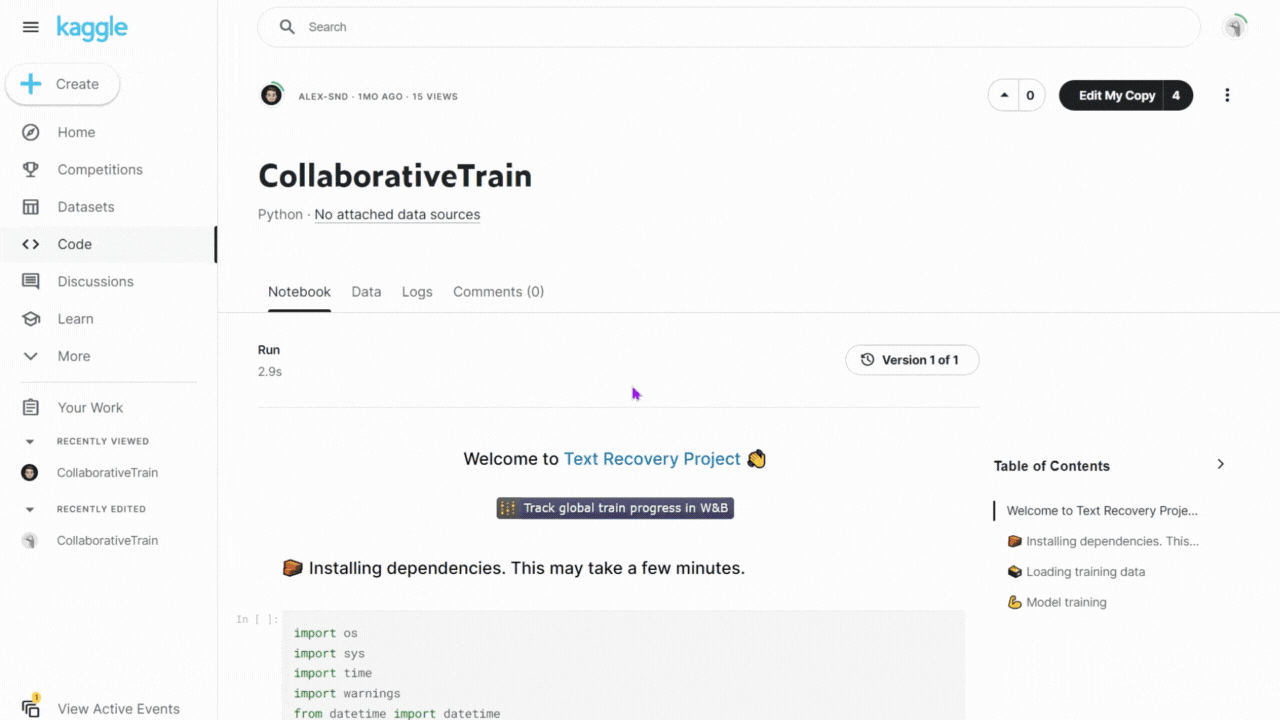 kaggle
Search
Create
Home
Competitions
Datasets
Code
Discussions
Learn
More
Your Work
RECENTLY VIEWED
CollaborativeTrain
RECENTLY EDITED
CollaborativeTrain
1
View Active Events
ALEX-SND · 1MO AGO · 15 VIEWS
0
Edit My Copy 4
CollaborativeTrain
Python · No attached data sources
Notebook Data Logs Comments (0)
Run
2.9s
Version 1 of 1
Welcome to Text Recovery Project 👏
Track global train progress in W&B
🧱 Installing dependencies. This may take a few minutes.
In [ ]:
import os
import sys
import time
import warnings
from datetime import datetime
Table of Contents
Welcome to Text Recovery Proje...
Installing dependencies. This...
Loading training data
💪 Model training